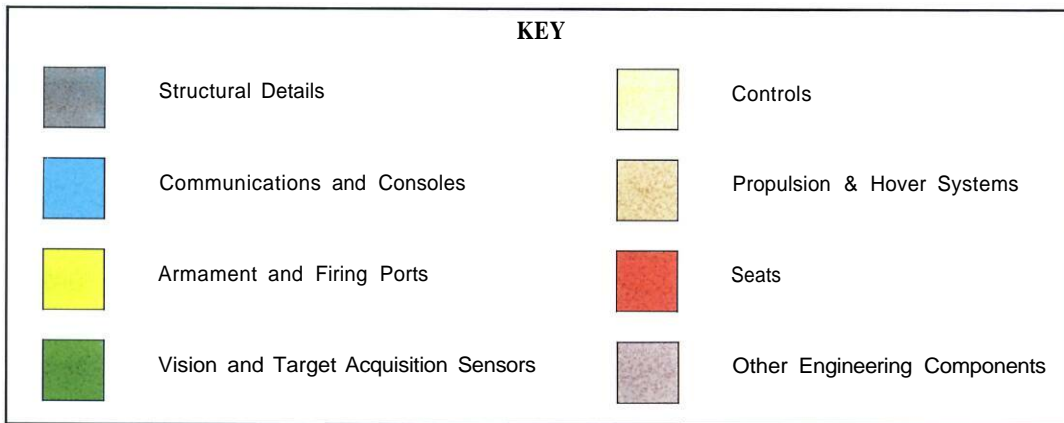 KEY
Structural Details
Controls
Communications and Consoles
Propulsion & Hover Systems
Armament and Firing Ports
Seats
Vision and Target Acquisition Sensors
Other Engineering Components